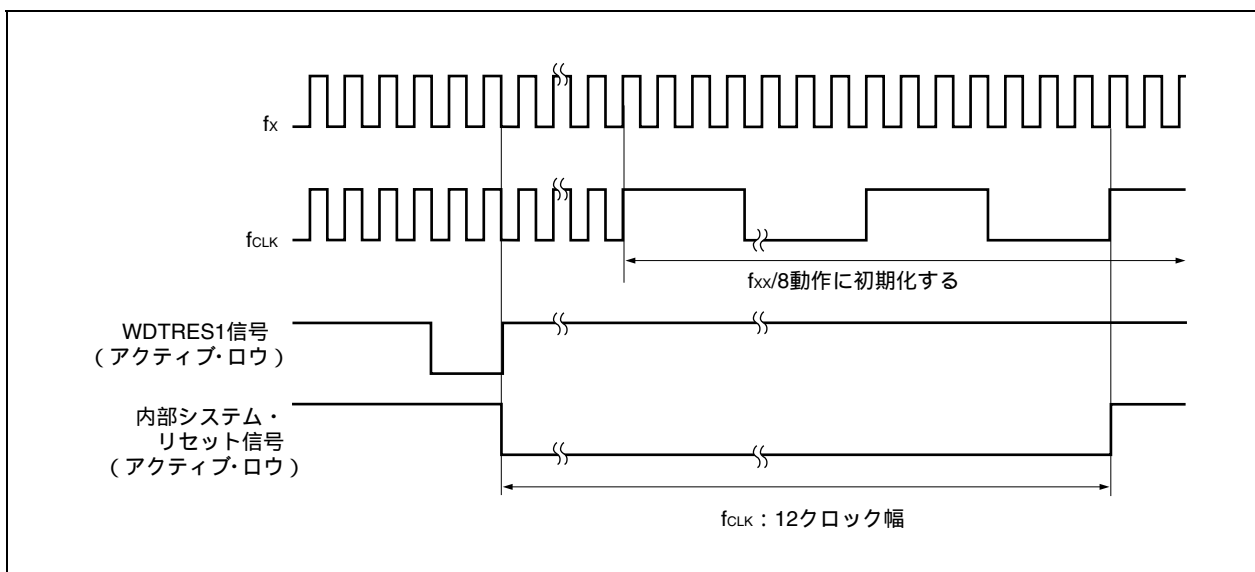 fX
fCLK
fXX/8動作に初期化する
WDTRES1信号
（アクティブ・ロウ）
内部システム・
リセット信号
（アクティブ・ロウ）
fCLK：12クロック幅